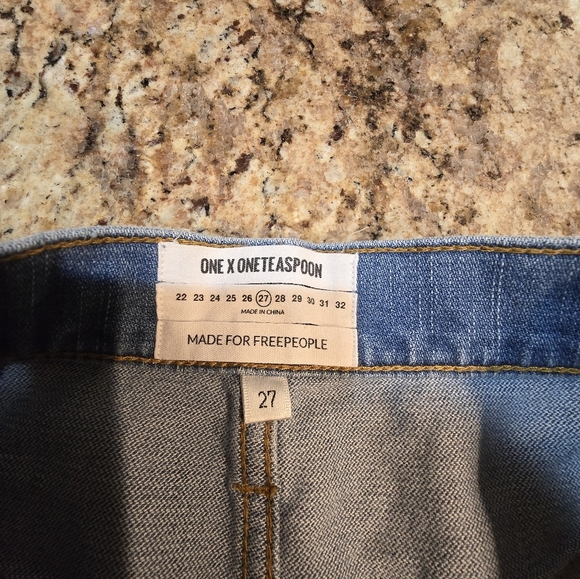 ONE X ONETEASPOON
22 23 24 25 26 27 28 29 30 31 32
MADE IN CHINA
MADE FOR FREEPEOPLE
27